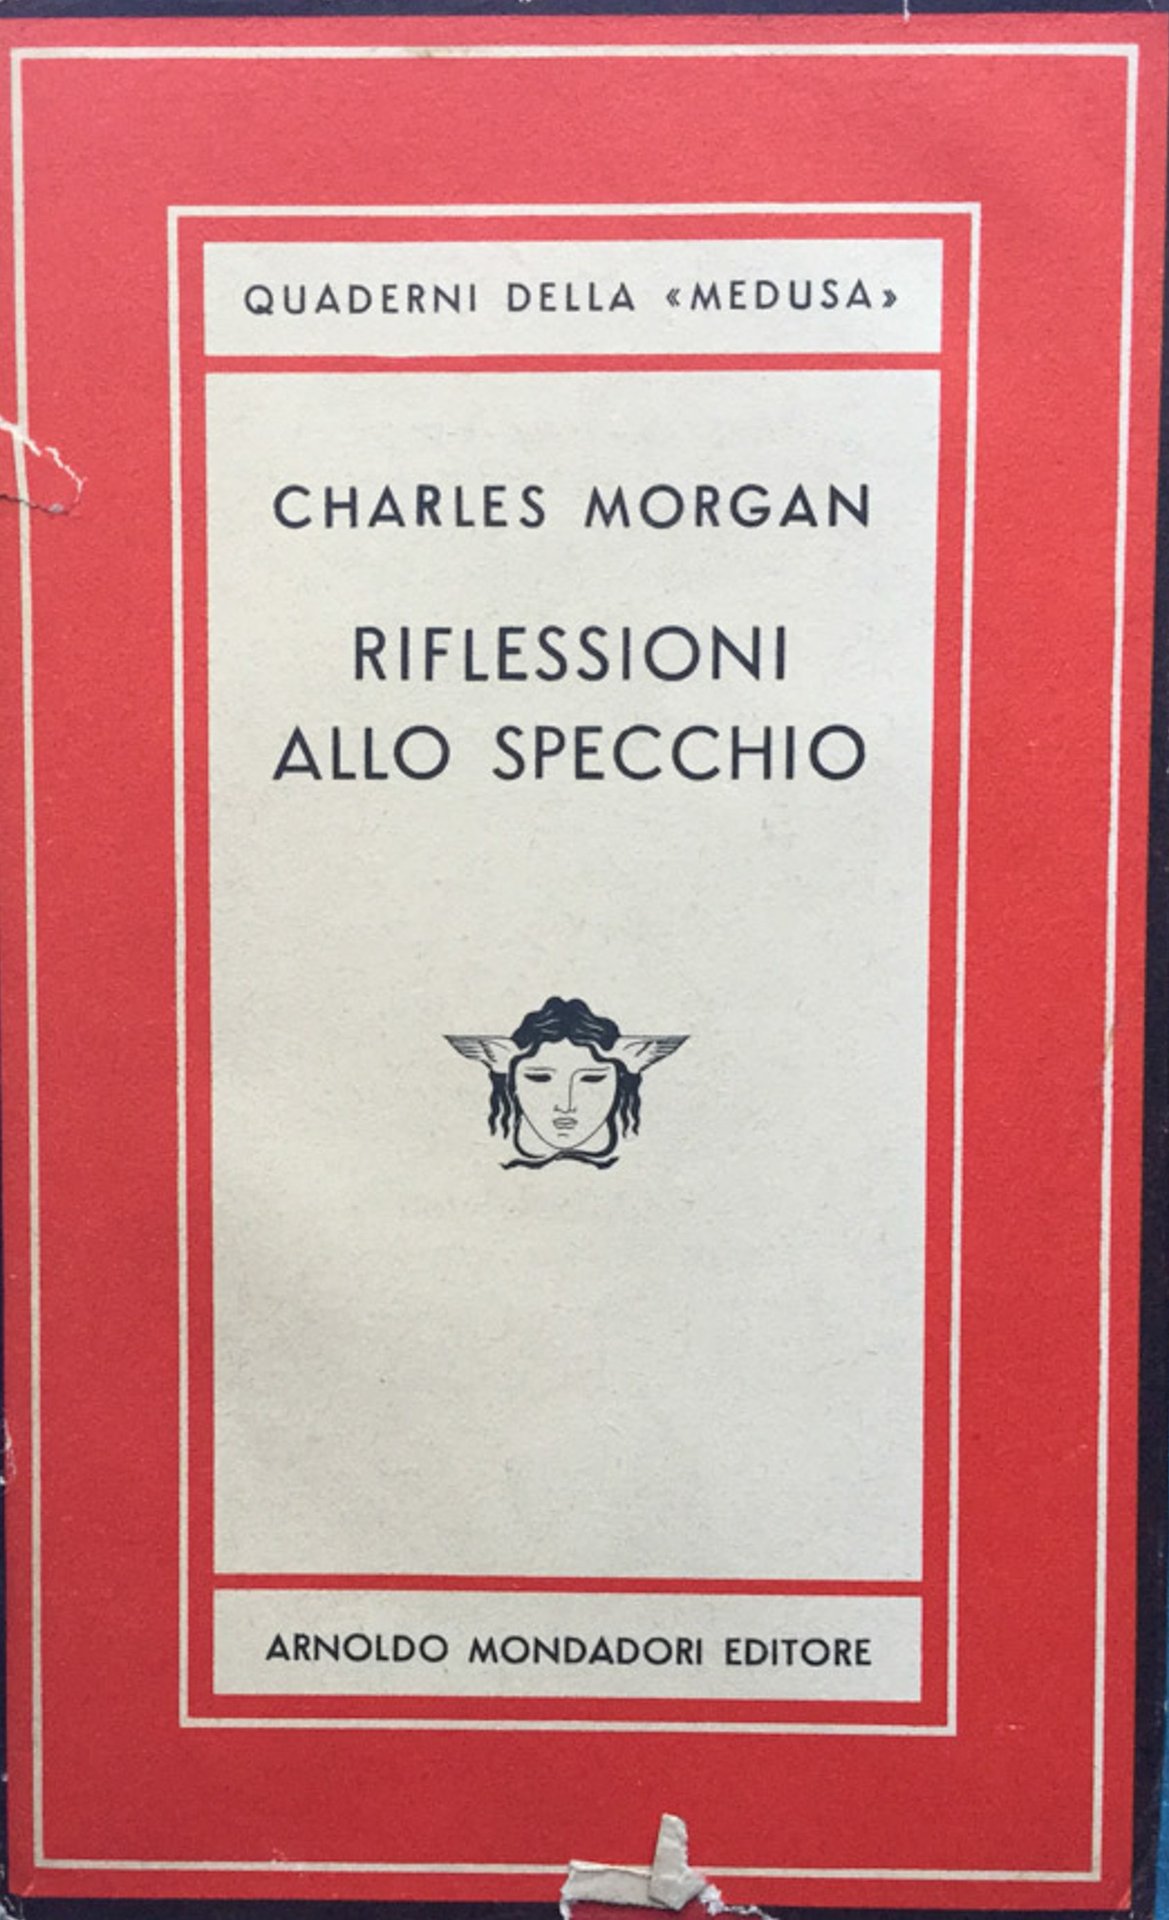 QUADERNI DELLA «MEDUSA»
CHARLES MORGAN
RIFLESSIONI
ALLO SPECCHIO
ARNOLDO MONDADORI EDITORE